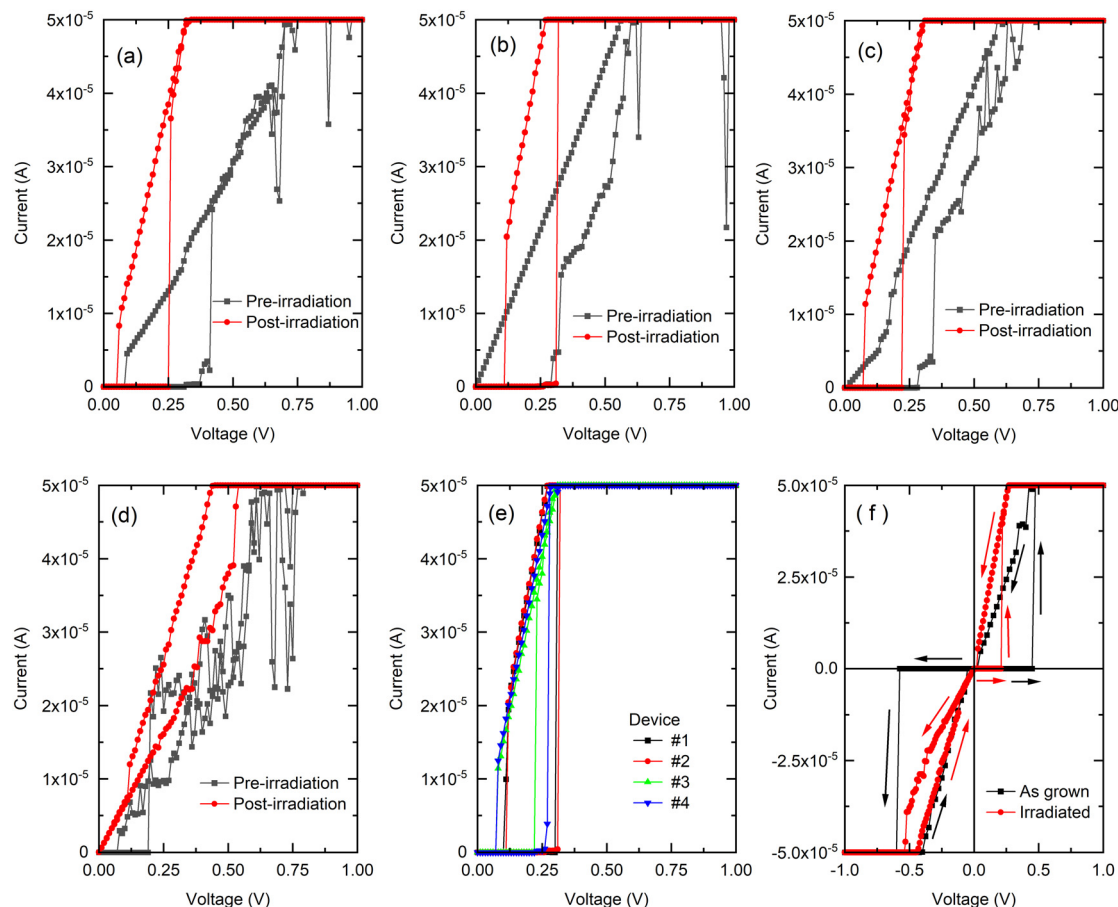 (a)
5x10⁻⁵
4x10⁻⁵
3x10⁻⁵
2x10⁻⁵
1x10⁻⁵
0
Current (A)
Pre-irradiation
Post-irradiation
0.00 0.25 0.50 0.75 1.00
Voltage (V)
(b)
5x10⁻⁵
4x10⁻⁵
3x10⁻⁵
2x10⁻⁵
1x10⁻⁵
0
Current (A)
Pre-irradiation
Post-irradiation
0.00 0.25 0.50 0.75 1.00
Voltage (V)
(c)
5x10⁻⁵
4x10⁻⁵
3x10⁻⁵
2x10⁻⁵
1x10⁻⁵
0
Current (A)
Pre-irradiation
Post-irradiation
0.00 0.25 0.50 0.75 1.00
Voltage (V)
(d)
5x10⁻⁵
4x10⁻⁵
3x10⁻⁵
2x10⁻⁵
1x10⁻⁵
0
Current (A)
Pre-irradiation
Post-irradiation
0.00 0.25 0.50 0.75 1.00
Voltage (V)
(e)
5x10⁻⁵
4x10⁻⁵
3x10⁻⁵
2x10⁻⁵
1x10⁻⁵
0
Current (A)
Device
#1
#2
#3
#4
0.00 0.25 0.50 0.75 1.00
Voltage (V)
( f )
5.0x10⁻⁵
2.5x10⁻⁵
0.0
-2.5x10⁻⁵
-5.0x10⁻⁵
Current (A)
As grown
Irradiated
-1.0 -0.5 0.0 0.5 1.0
Voltage (V)